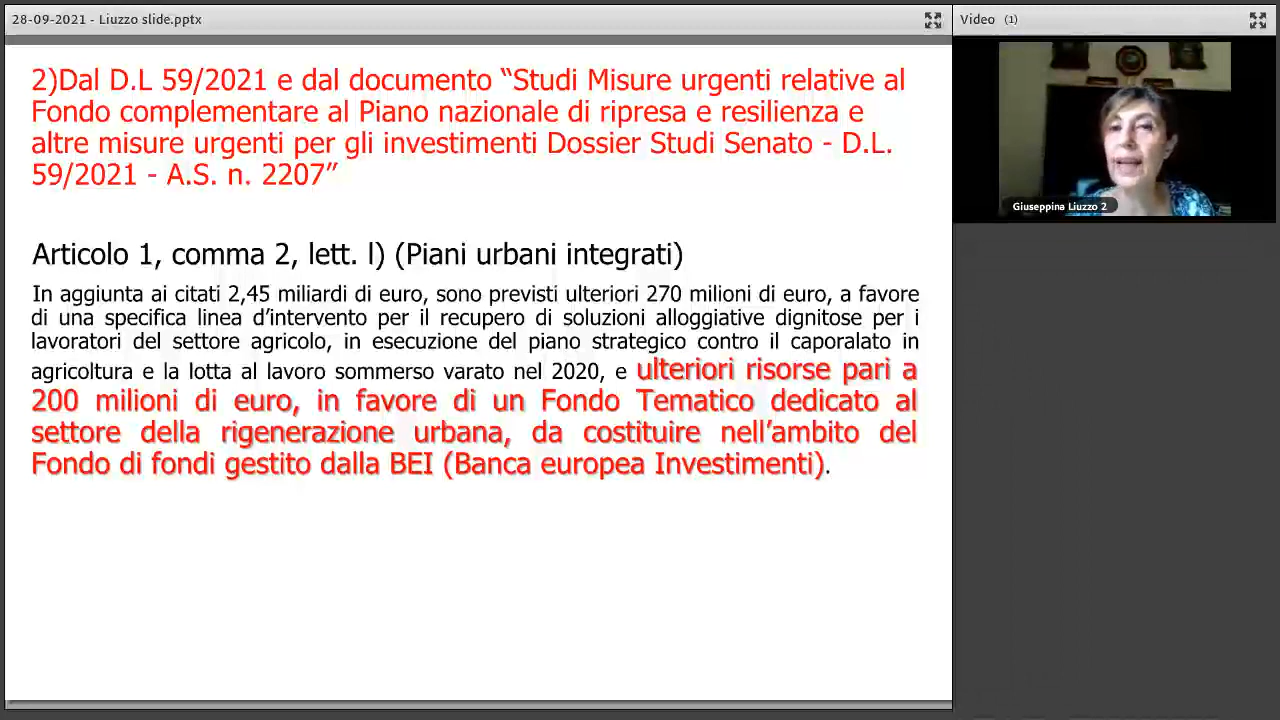 28-09-2021 - Liuzzo slide.pptx
Video (1)
2)Dal D.L 59/2021 e dal documento “Studi Misure urgenti relative al
Fondo complementare al Piano nazionale di ripresa e resilienza e
altre misure urgenti per gli investimenti Dossier Studi Senato - D.L.
59/2021 - A.S. n. 2207”
Articolo 1, comma 2, lett. l) (Piani urbani integrati)
In aggiunta ai citati 2,45 miliardi di euro, sono previsti ulteriori 270 milioni di euro, a favore
di una specifica linea d’intervento per il recupero di soluzioni alloggiative dignitose per i
lavoratori del settore agricolo, in esecuzione del piano strategico contro il caporalato in
agricoltura e la lotta al lavoro sommerso varato nel 2020, e ulteriori risorse pari a
200 milioni di euro, in favore di un Fondo Tematico dedicato al
settore della rigenerazione urbana, da costituire nell’ambito del
Fondo di fondi gestito dalla BEI (Banca europea Investimenti).
Giuseppina Liuzzo 2